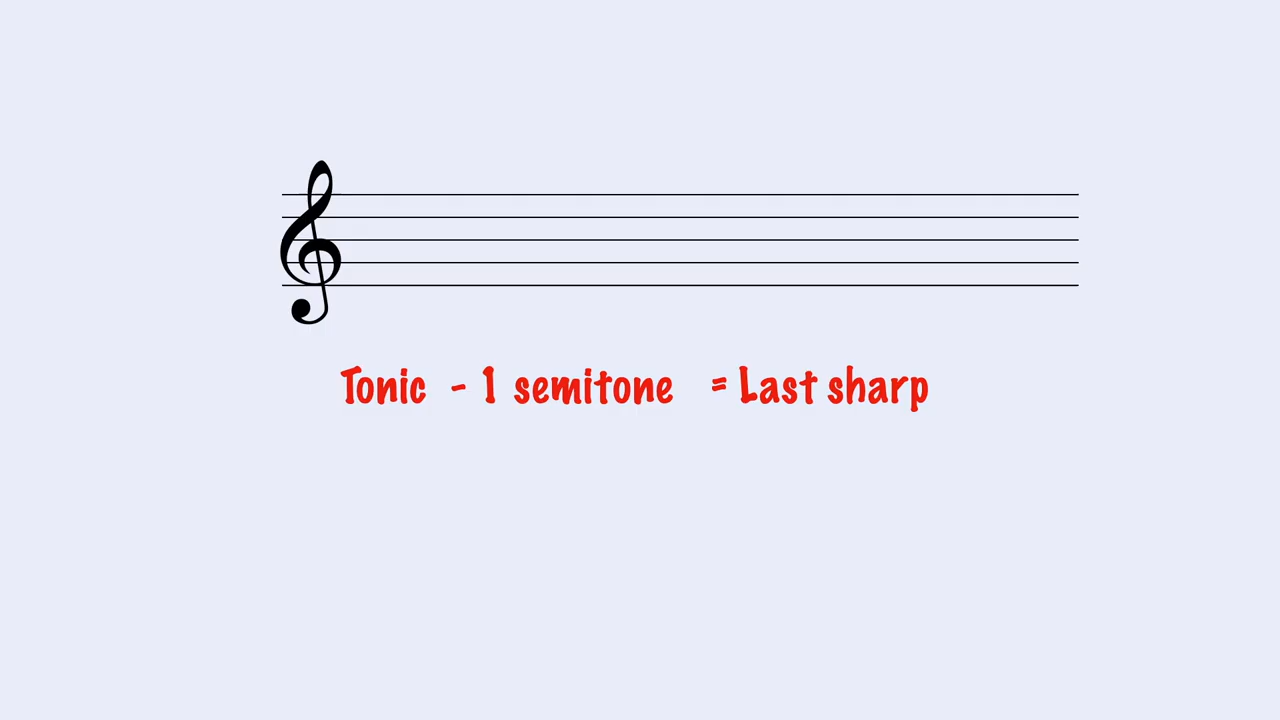 Tonic - 1 semitone = Last sharp